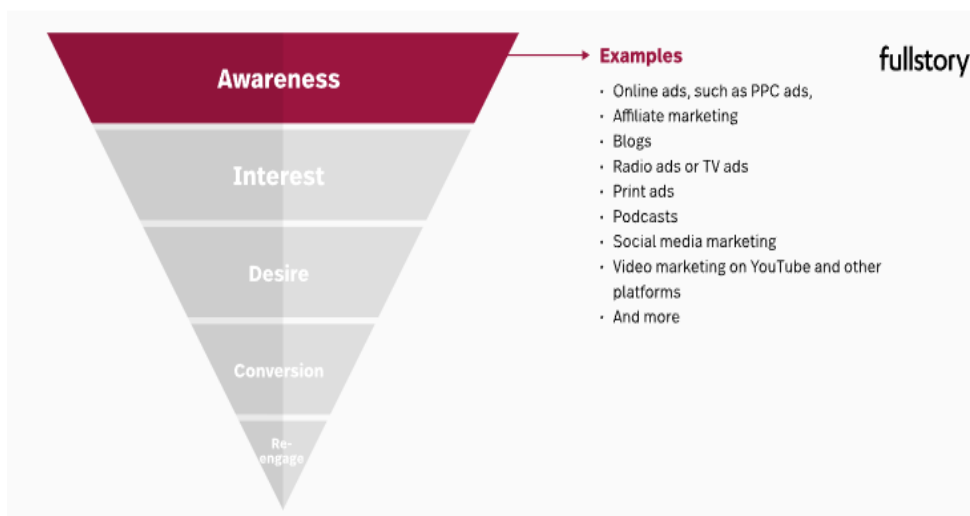 Awareness
Interest
Desire
Conversion
Re-
engage
Examples
· Online ads, such as PPC ads,
· Affiliate marketing
· Blogs
· Radio ads or TV ads
· Print ads
· Podcasts
· Social media marketing
· Video marketing on YouTube and other
platforms
· And more
fullstory